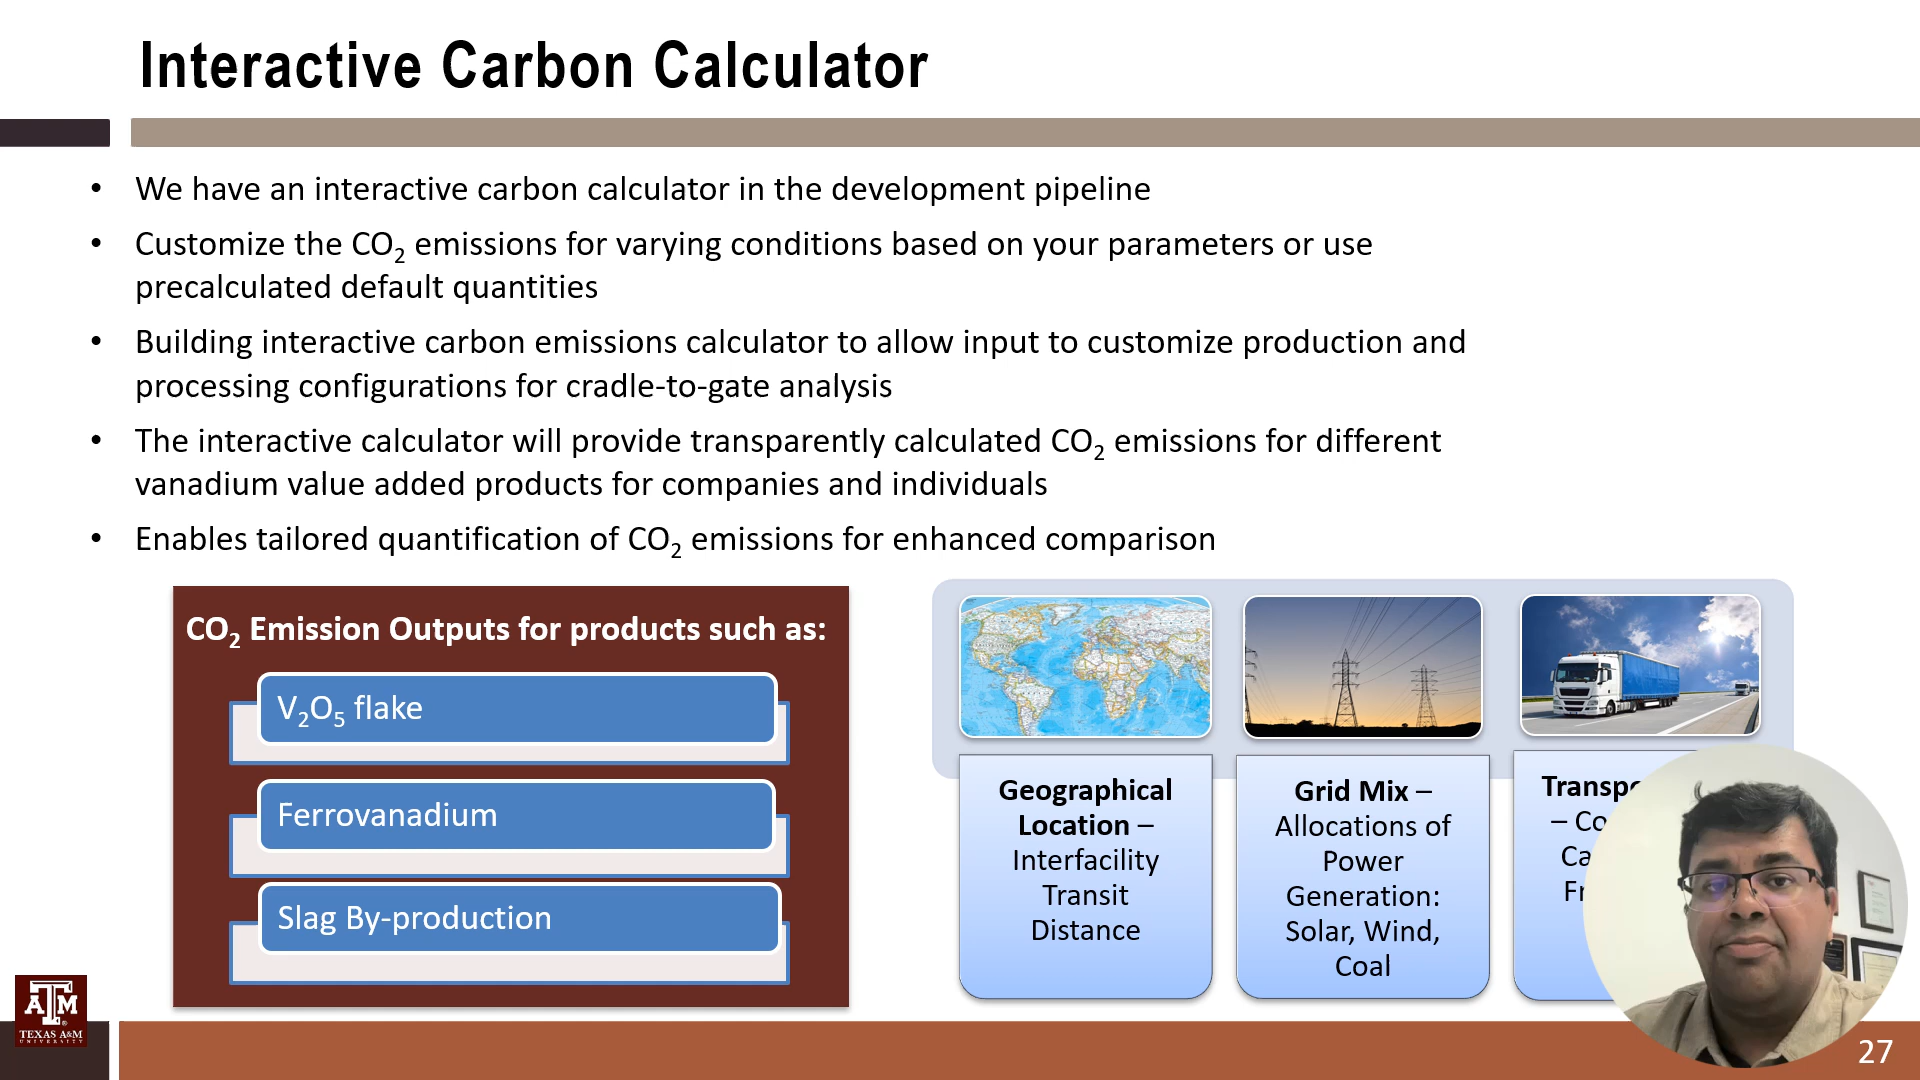 Interactive Carbon Calculator
• We have an interactive carbon calculator in the development pipeline
• Customize the CO₂ emissions for varying conditions based on your parameters or use
precalculated default quantities
• Building interactive carbon emissions calculator to allow input to customize production and
processing configurations for cradle-to-gate analysis
• The interactive calculator will provide transparently calculated CO₂ emissions for different
vanadium value added products for companies and individuals
• Enables tailored quantification of CO₂ emissions for enhanced comparison
CO₂ Emission Outputs for products such as:
V₂O₅ flake
Ferrovanadium
Slag By-production
Geographical
Location –
Interfacility
Transit
Distance
Grid Mix –
Allocations of
Power
Generation:
Solar, Wind,
Coal
ATM
TEXAS A&M
UNIVERSITY
27